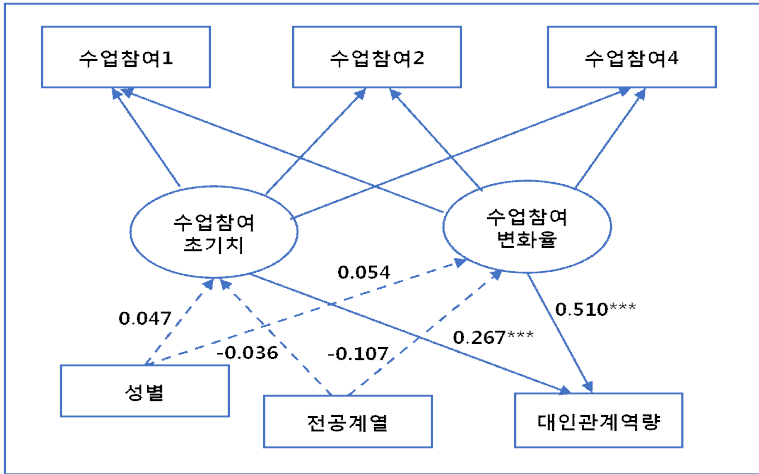 수업참여1
수업참여2
수업참여4
수업참여
초기치
수업참여
변화율
0.054
0.047
0.510***
0.267***
-0.036
-0.107
성별
전공계열
대인관계역량